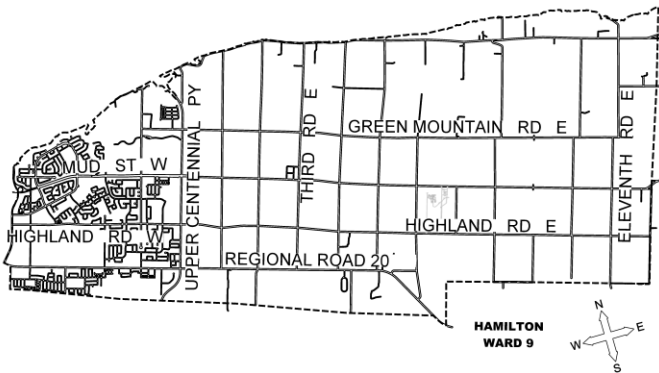 GREEN MOUNTAIN RD E
MUD ST W
UPPER CENTENNIAL PY
THIRD RD E
ELEVENTH RD E
HIGHLAND RD W
HIGHLAND RD E
REGIONAL ROAD 20
HAMILTON
WARD 9
N
W E
S